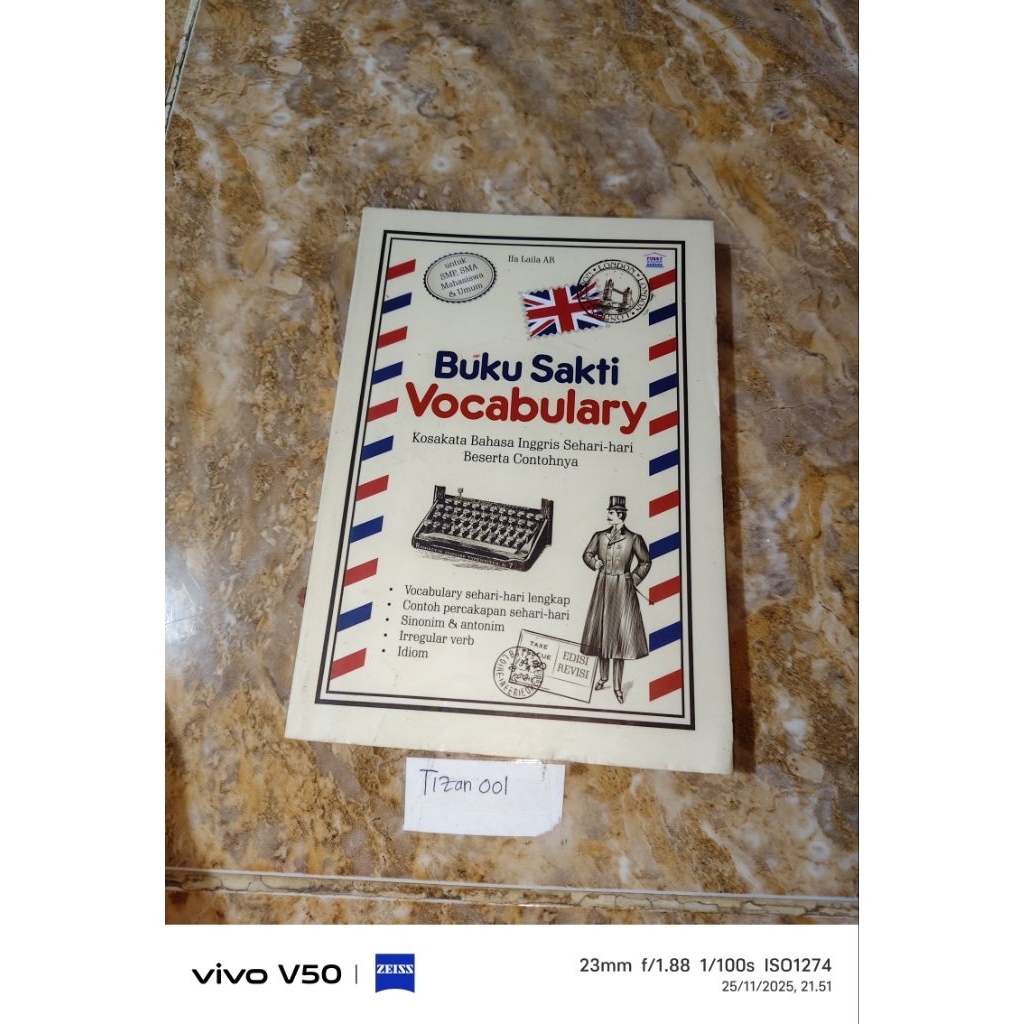 Ifa Laila AR
untuk
SMP, SMA
Mahasiswa
& Umum
LONDON
Buku Sakti
Vocabulary
Kosakata Bahasa Inggris Sehari-hari
Beserta Contohnya
• Vocabulary sehari-hari lengkap
• Contoh percakapan sehari-hari
• Sinonim & antonim
• Irregular verb
• Idiom
TAXE
EDISI
REVISI
Tizan 001
vivo V50 | ZEISS
23mm f/1.88 1/100s ISO1274
25/11/2025, 21.51